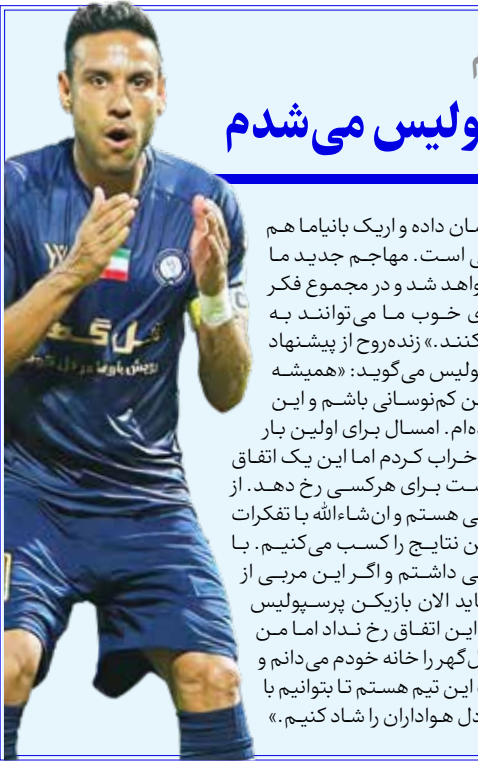 ولیس می‌شدم
مان داده و اریک بانیاما هم
ی است. مهاجم جدید ما
واهد شد و در مجموع فکر
ی خوب ما می‌توانند به
کنند.» زنده‌روح از پیشنهاد
ولیس می‌گوید: «همیشه
ن کم‌نوسانی باشم و این
ه‌ام. امسال برای اولین بار
خراب کردم اما این یک اتفاق
ست برای هرکسی رخ دهد. از
ی هستم و ان‌شاءالله با تفکرات
ن نتایج را کسب می‌کنیم. با
ی داشتم و اگر این مربی از
ید الان بازیکن پرسپولیس
این اتفاق رخ نداد اما من
ل‌گهر را خانه خودم می‌دانم و
این تیم هستم تا بتوانیم با
دل هواداران را شاد کنیم.»
گل‌گهر